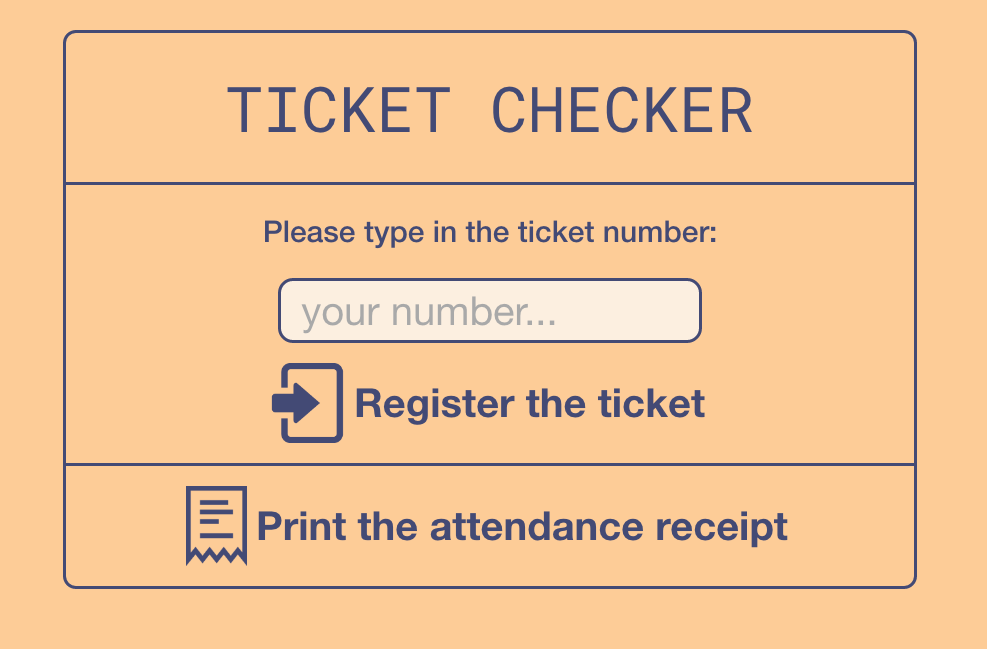 TICKET CHECKER
Please type in the ticket number:
your number...
Register the ticket
Print the attendance receipt